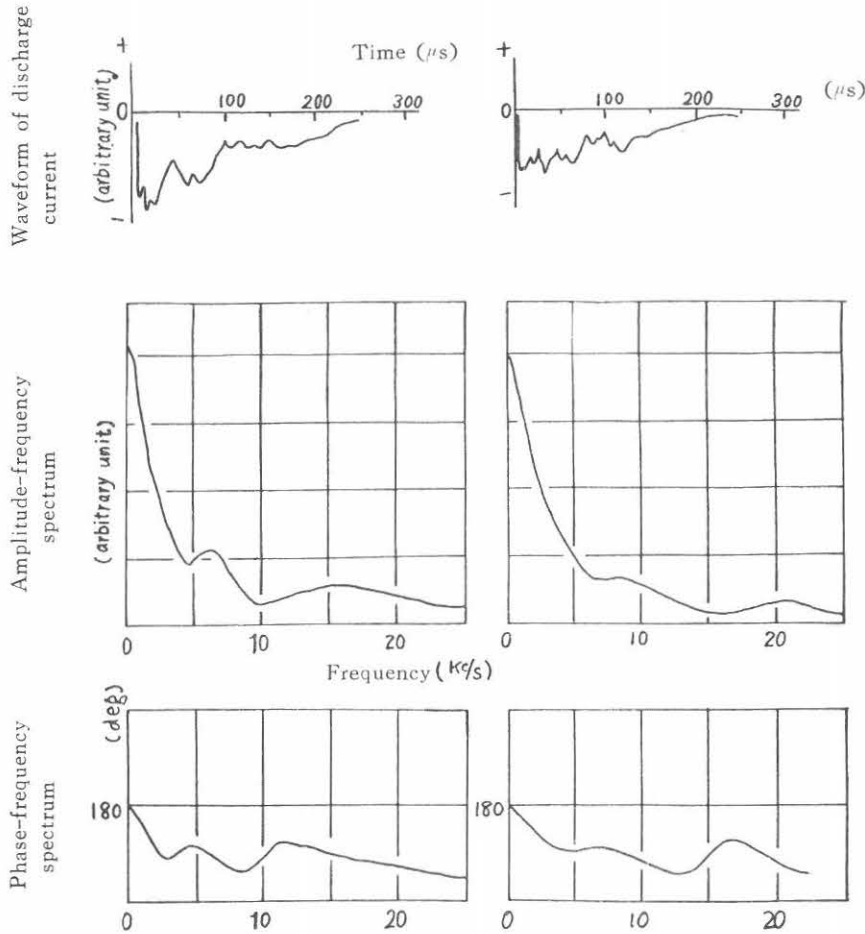 Waveform of discharge
current
(arbitrary unit)
+
0
1
Time (μs)
100 200 300
+
0
−
100 200 300
(μs)
Amplitude-frequency
spectrum
(arbitrary unit)
0 10 20
0 10 20
Frequency (Kc/s)
Phase-frequency
spectrum
(deg)
180
0 10 20
180
0 10 20